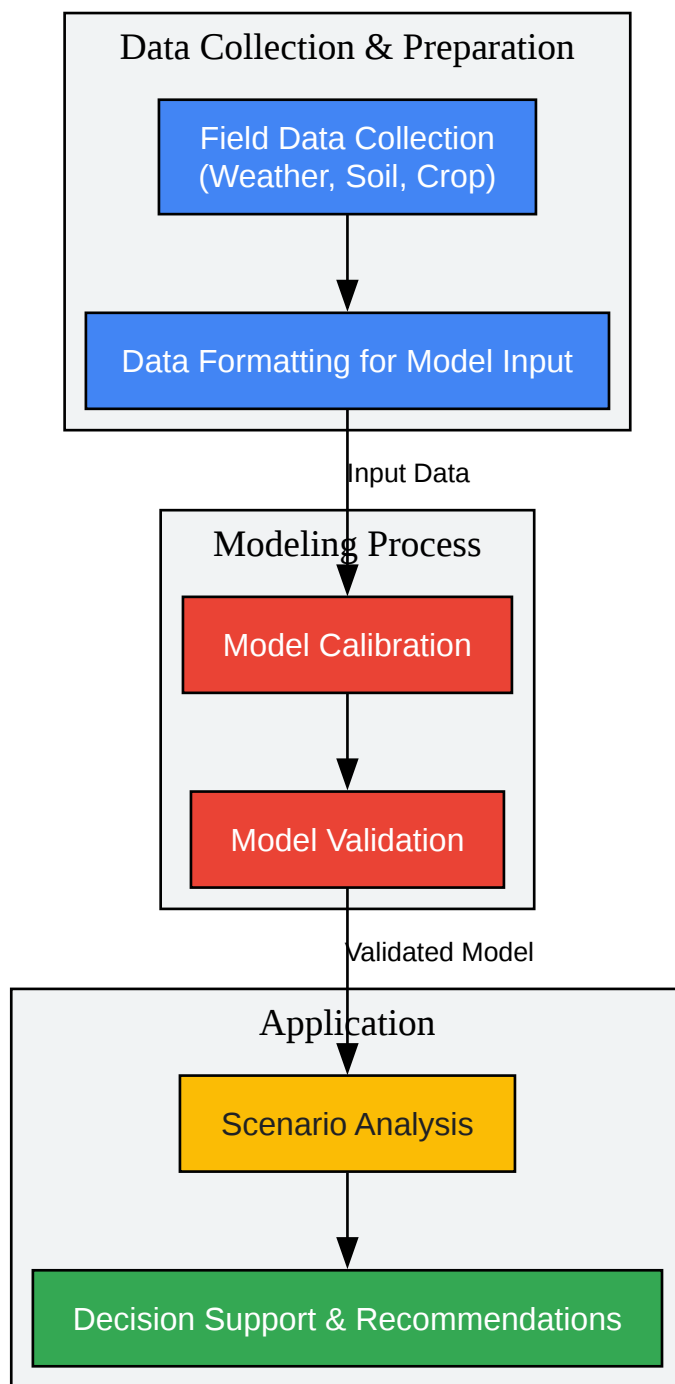 Data Collection & Preparation
Field Data Collection
(Weather, Soil, Crop)
Data Formatting for Model Input
Input Data
Modeling Process
Model Calibration
Model Validation
Validated Model
Application
Scenario Analysis
Decision Support & Recommendations